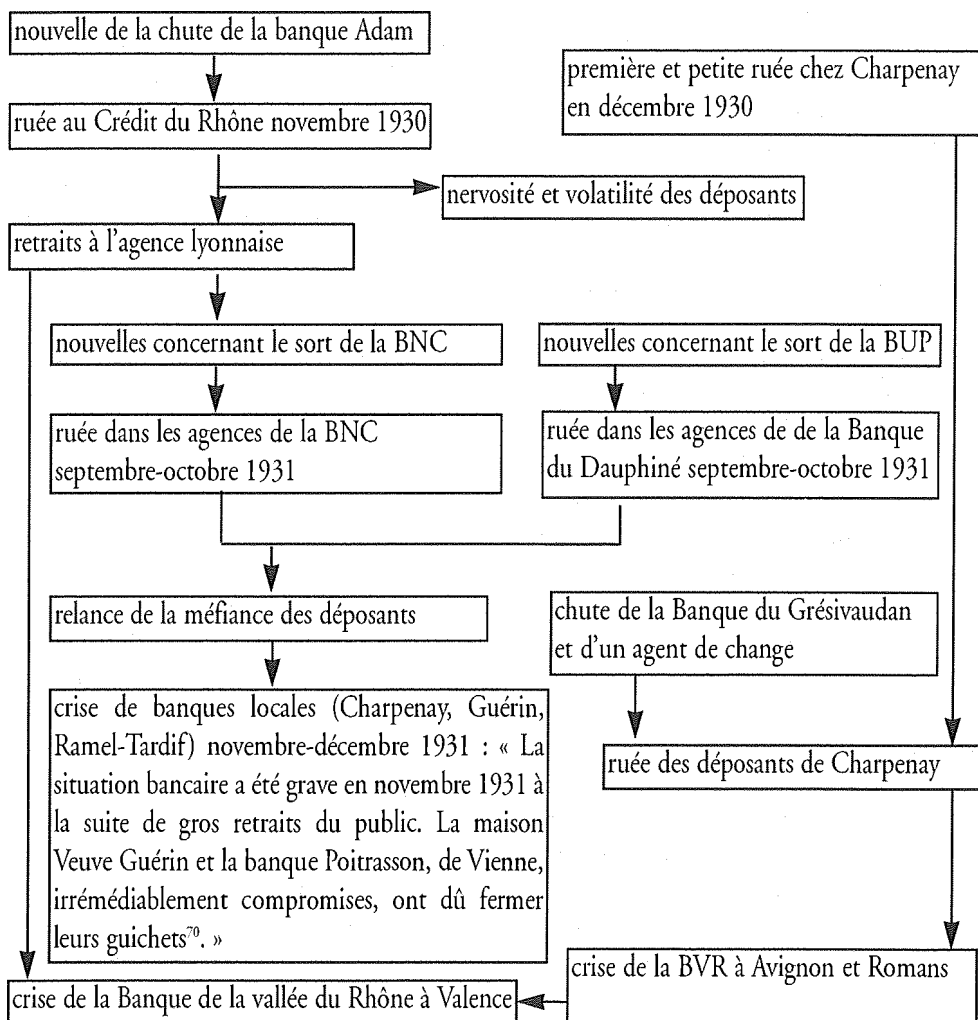 nouvelle de la chute de la banque Adam
première et petite ruée chez Charpenay
en décembre 1930
ruée au Crédit du Rhône novembre 1930
nervosité et volatilité des déposants
retraits à l'agence lyonnaise
nouvelles concernant le sort de la BNC
nouvelles concernant le sort de la BUP
ruée dans les agences de la BNC
septembre-octobre 1931
ruée dans les agences de de la Banque
du Dauphiné septembre-octobre 1931
relance de la méfiance des déposants
chute de la Banque du Grésivaudan
et d'un agent de change
crise de banques locales (Charpenay, Guérin,
Ramel-Tardif) novembre-décembre 1931 : « La
situation bancaire a été grave en novembre 1931 à
la suite de gros retraits du public. La maison
Veuve Guérin et la banque Poitrasson, de Vienne,
irrémédiablement compromises, ont dû fermer
leurs guichets⁷⁰. »
ruée des déposants de Charpenay
crise de la BVR à Avignon et Romans
crise de la Banque de la vallée du Rhône à Valence